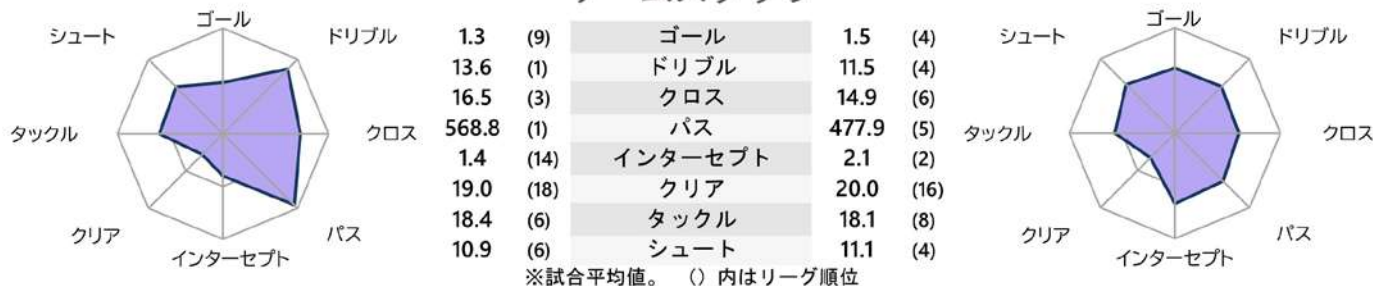 ゴール
シュート
ドリブル
タックル
クロス
クリア
パス
インターセプト
1.3 (9) ゴール 1.5 (4)
13.6 (1) ドリブル 11.5 (4)
16.5 (3) クロス 14.9 (6)
568.8 (1) パス 477.9 (5)
1.4 (14) インターセプト 2.1 (2)
19.0 (18) クリア 20.0 (16)
18.4 (6) タックル 18.1 (8)
10.9 (6) シュート 11.1 (4)
※試合平均値。 () 内はリーグ順位
ゴール
シュート
ドリブル
タックル
クロス
クリア
パス
インターセプト